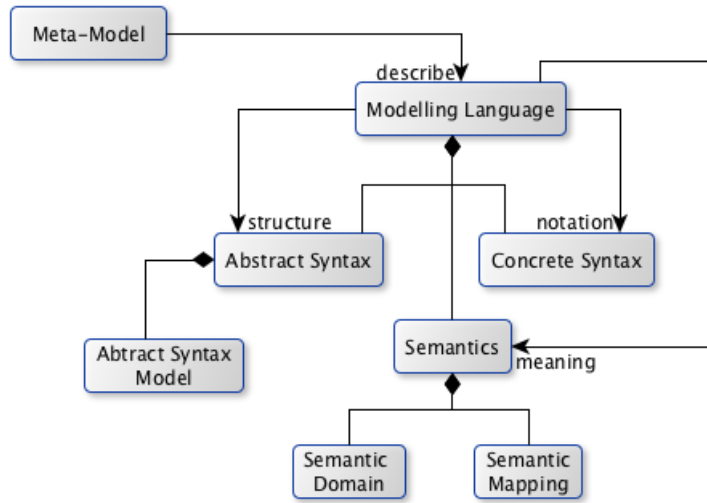 Meta-Model
describe
Modelling Language
structure
notation
Abstract Syntax
Concrete Syntax
Abtract Syntax
Model
Semantics
meaning
Semantic
Domain
Semantic
Mapping